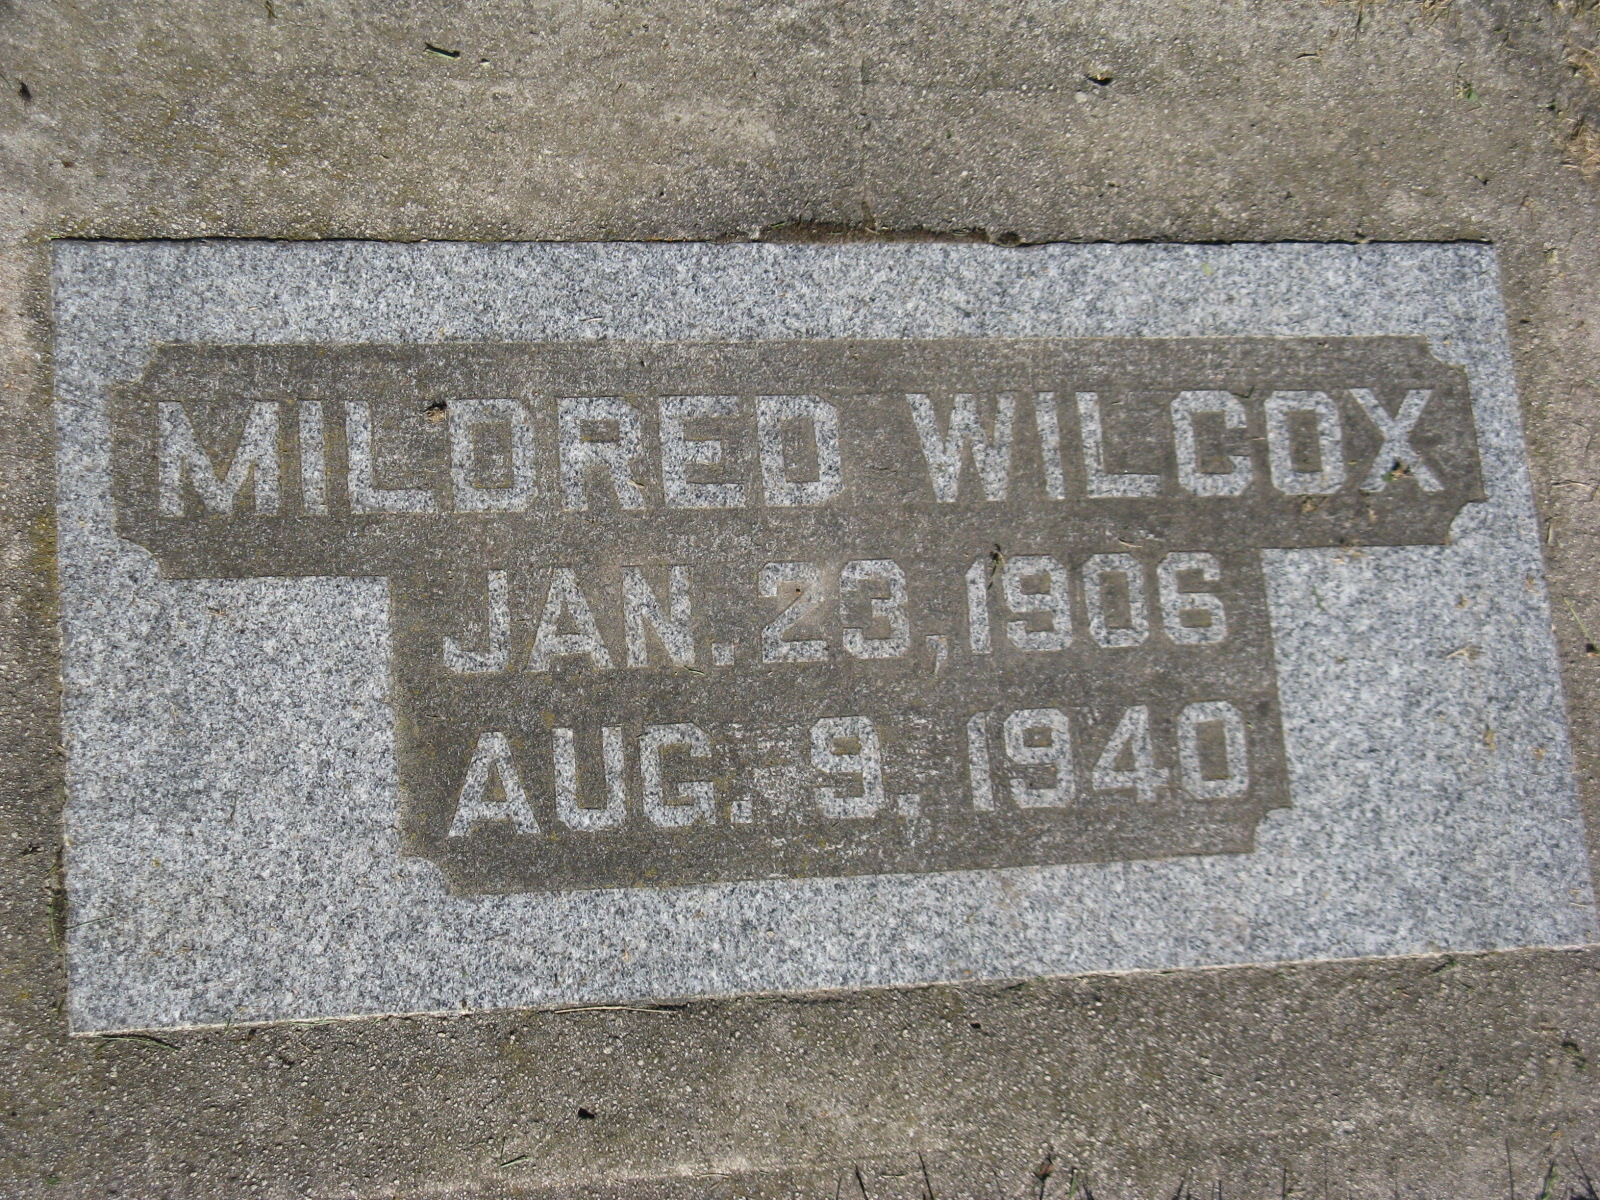 MILDRED WILCOX
JAN. 23, 1906
AUG. 9, 1940